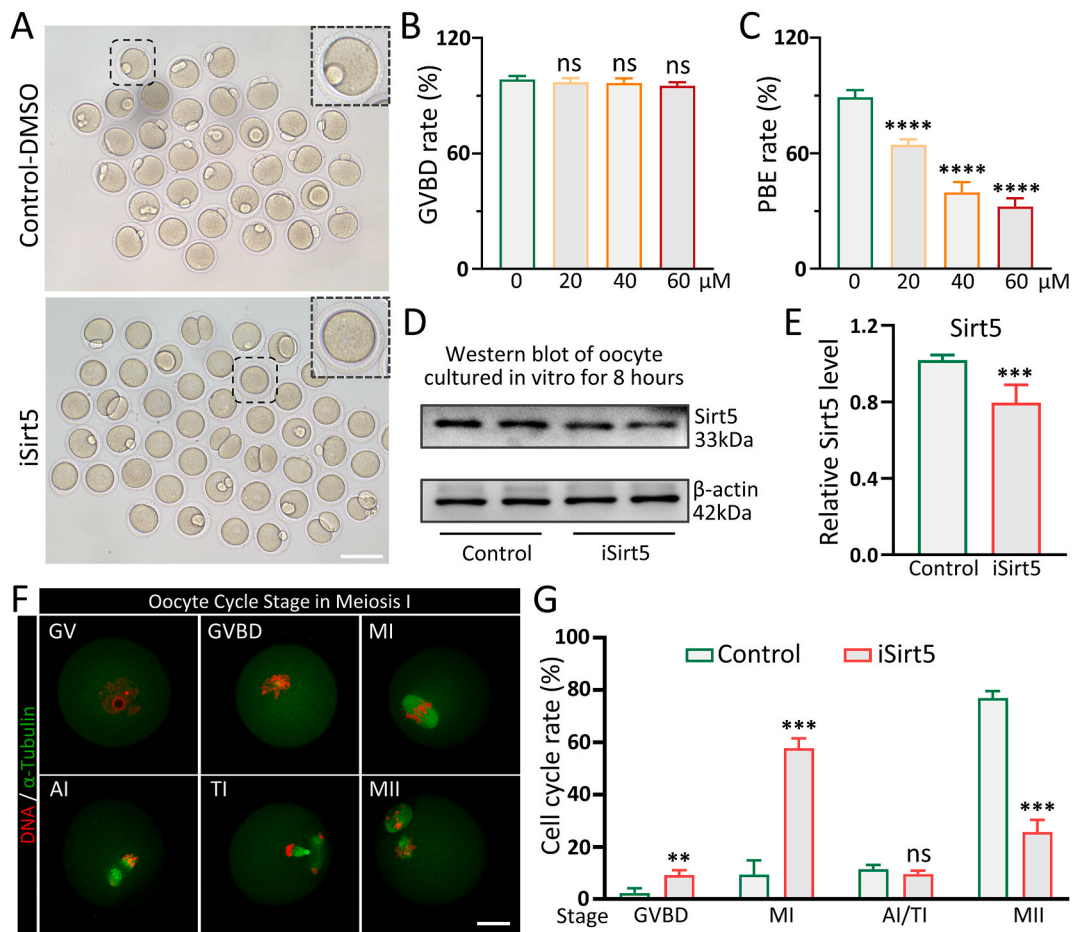 A
Control-DMSO
iSirt5
B
GVBD rate (%)
120
60
0
ns
ns
ns
0 20 40 60 μM
C
PBE rate (%)
120
60
0
****
****
****
0 20 40 60 μM
D
Western blot of oocyte
cultured in vitro for 8 hours
Sirt5
33kDa
β-actin
42kDa
Control iSirt5
E
Sirt5
Relative Sirt5 level
1.2
0.8
0.4
0.0
***
Control iSirt5
F
Oocyte Cycle Stage in Meiosis I
DNA / α-Tubulin
GV GVBD MI
AI TI MII
G
Cell cycle rate (%)
100
80
60
40
20
0
Control iSirt5
**
***
ns
***
Stage GVBD MI AI/TI MII